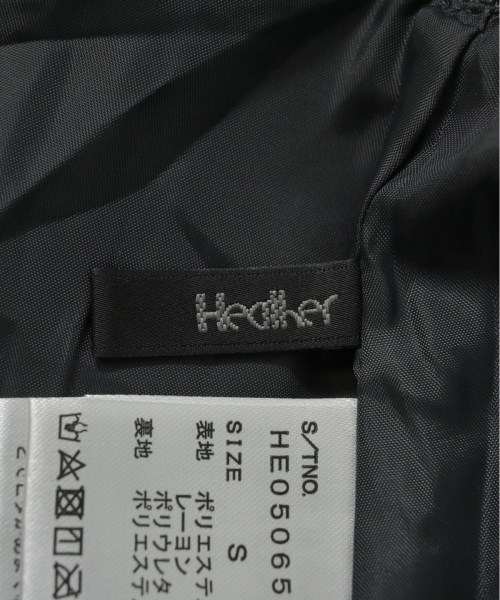 Heather
S/TNO.
HE05065
SIZE S
表地 ポリエステ
レーヨン
ポリウレタ
裏地 ポリエステ